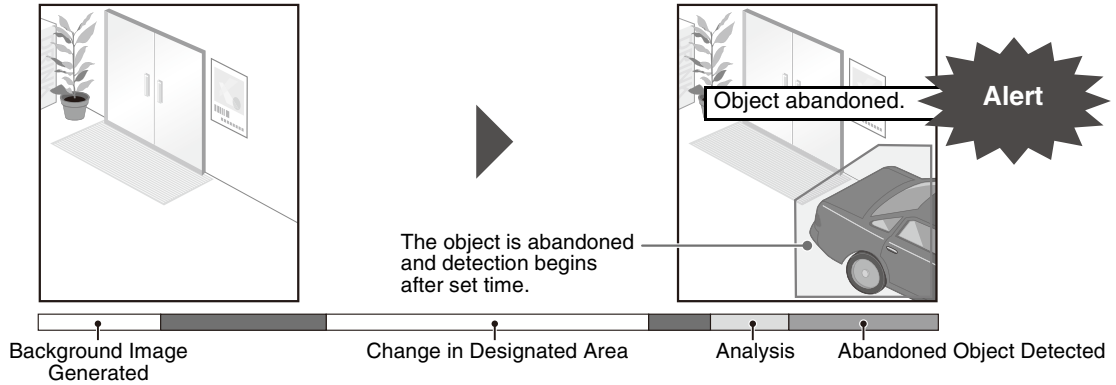 Object abandoned.
Alert
The object is abandoned
and detection begins
after set time.
Background Image
Generated
Change in Designated Area
Analysis
Abandoned Object Detected